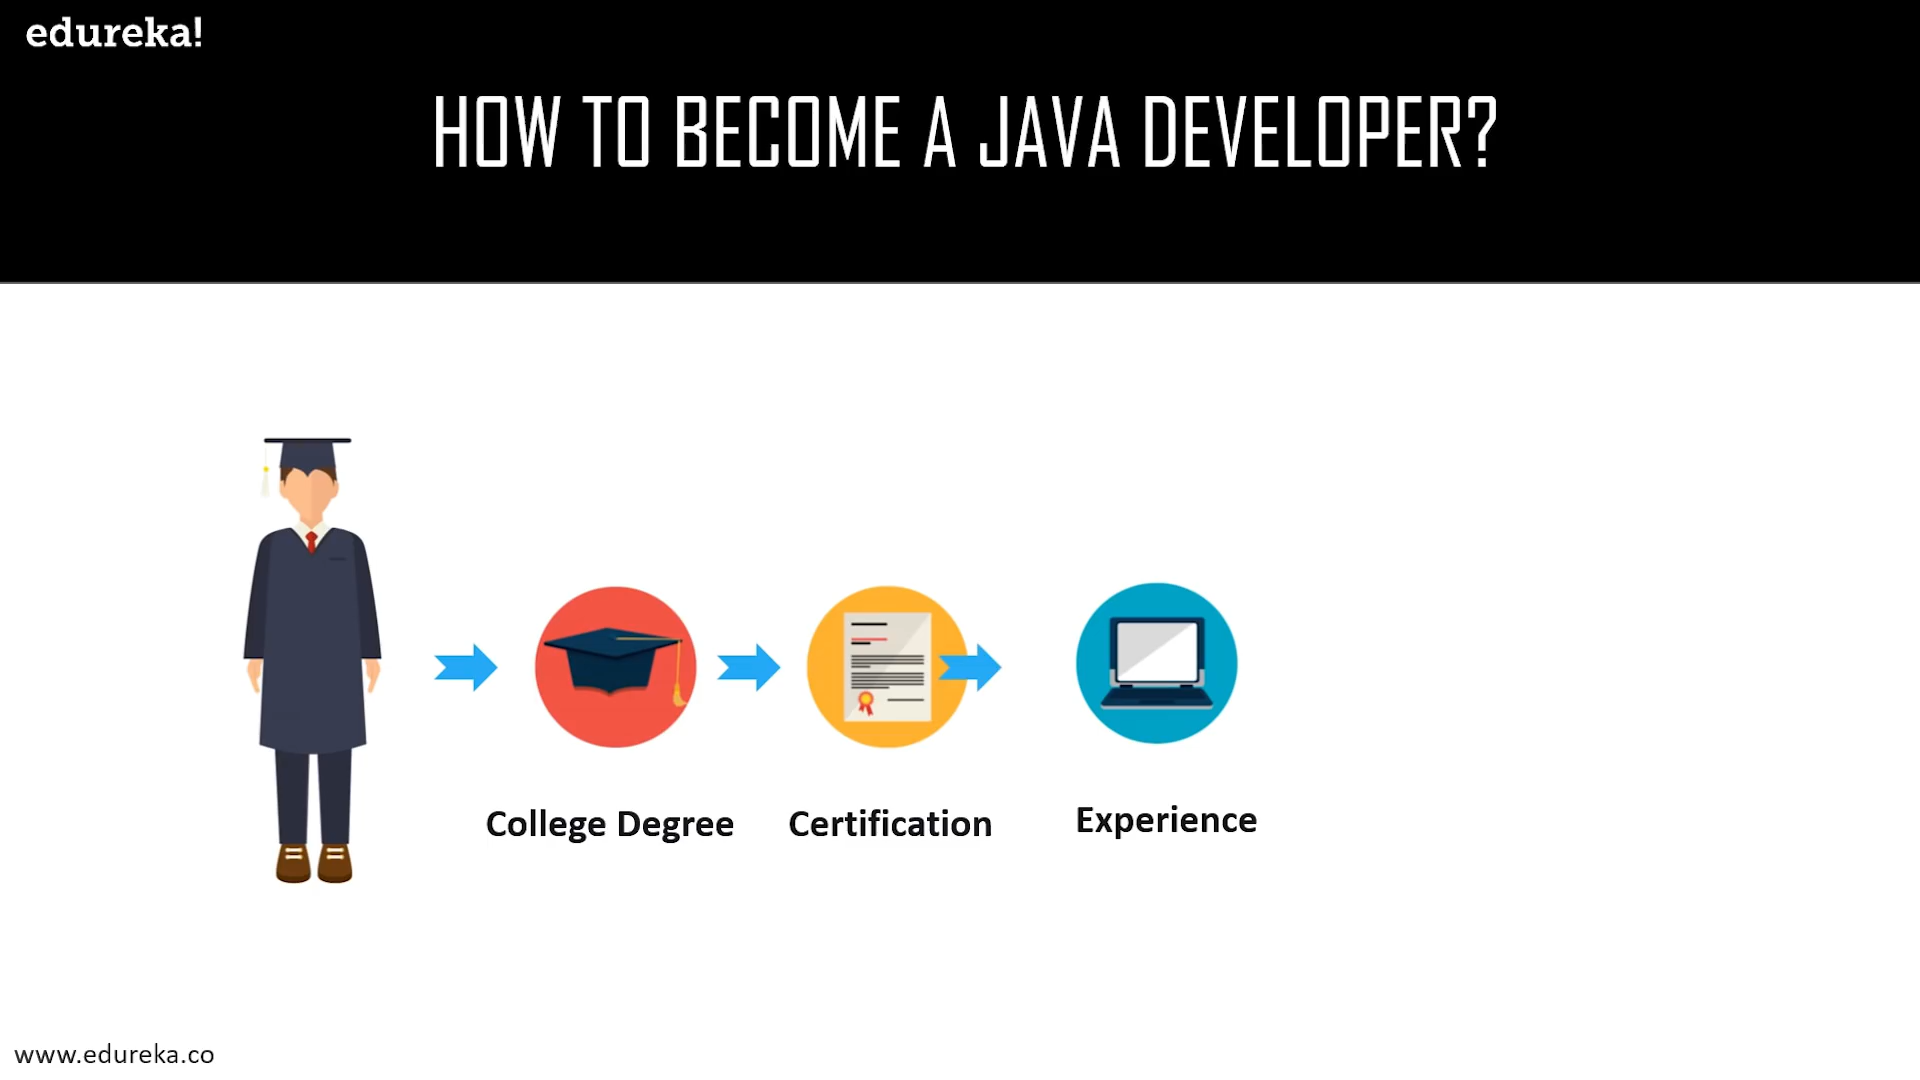 edureka!
HOW TO BECOME A JAVA DEVELOPER?
College Degree
Certification
Experience
www.edureka.co